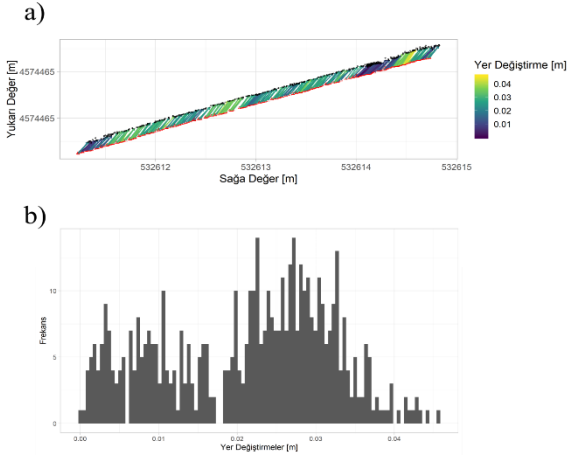 a)
Yukarı Değer [m]
4574465
4574465
532612
532613
532614
532615
Sağa Değer [m]
Yer Değiştirme [m]
0.04
0.03
0.02
0.01
b)
Frekans
10
5
0
0.00
0.01
0.02
0.03
0.04
Yer Değiştirmeler [m]